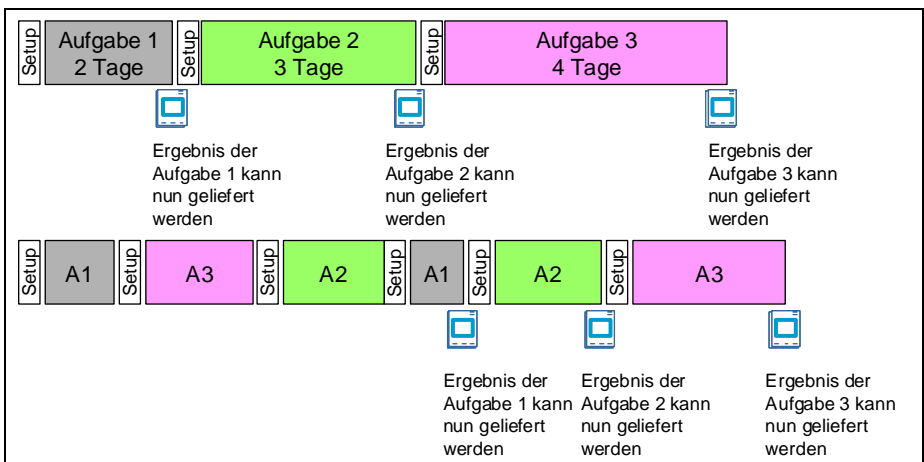 Setup
Aufgabe 1
2 Tage
Setup
Aufgabe 2
3 Tage
Setup
Aufgabe 3
4 Tage
Ergebnis der
Aufgabe 1 kann
nun geliefert
werden
Ergebnis der
Aufgabe 2 kann
nun geliefert
werden
Ergebnis der
Aufgabe 3 kann
nun geliefert
werden
Setup
A1
Setup
A3
Setup
A2
Setup
A1
Setup
A2
Setup
A3
Ergebnis der
Aufgabe 1 kann
nun geliefert
werden
Ergebnis der
Aufgabe 2 kann
nun geliefert
werden
Ergebnis der
Aufgabe 3 kann
nun geliefert
werden